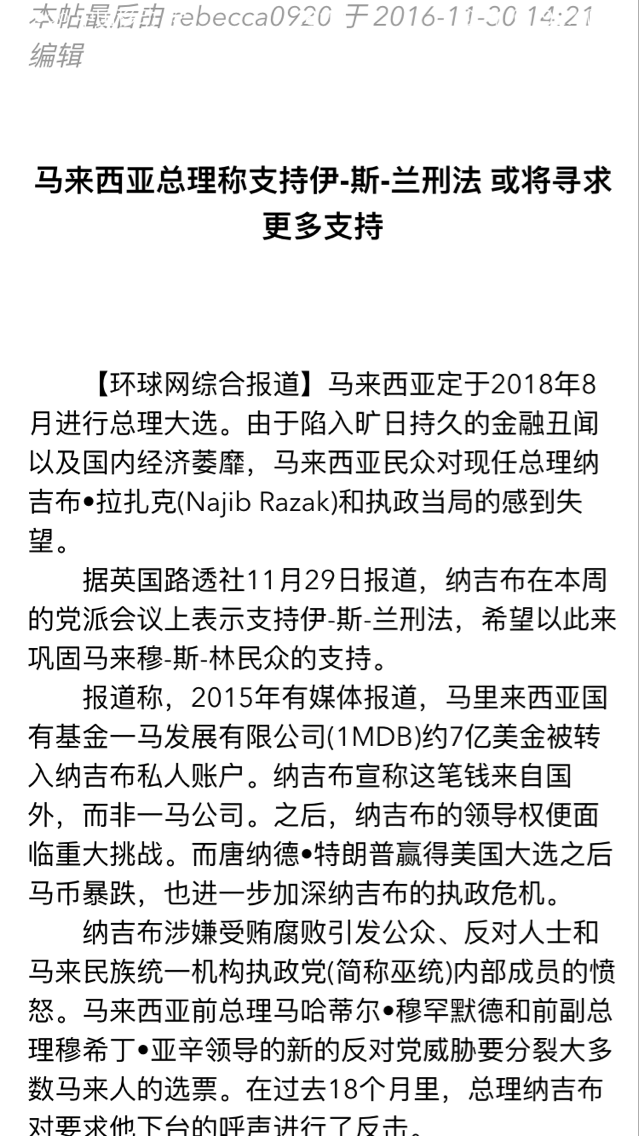 本帖最后由 rebecca0920 于 2016-11-30 14:21
编辑
马来西亚总理称支持伊-斯-兰刑法 或将寻求
更多支持
【环球网综合报道】马来西亚定于2018年8
月进行总理大选。由于陷入旷日持久的金融丑闻
以及国内经济萎靡，马来西亚民众对现任总理纳
吉布•拉扎克(Najib Razak)和执政当局的感到失
望。
据英国路透社11月29日报道，纳吉布在本周
的党派会议上表示支持伊-斯-兰刑法，希望以此来
巩固马来穆-斯-林民众的支持。
报道称，2015年有媒体报道，马里来西亚国
有基金一马发展有限公司(1MDB)约7亿美金被转
入纳吉布私人账户。纳吉布宣称这笔钱来自国
外，而非一马公司。之后，纳吉布的领导权便面
临重大挑战。而唐纳德•特朗普赢得美国大选之后
马币暴跌，也进一步加深纳吉布的执政危机。
纳吉布涉嫌受贿腐败引发公众、反对人士和
马来民族统一机构执政党(简称巫统)内部成员的愤
怒。马来西亚前总理马哈蒂尔•穆罕默德和前副总
理穆希丁•亚辛领导的新的反对党威胁要分裂大多
数马来人的选票。在过去18个月里，总理纳吉布
对要求他下台的呼声进行了反击。